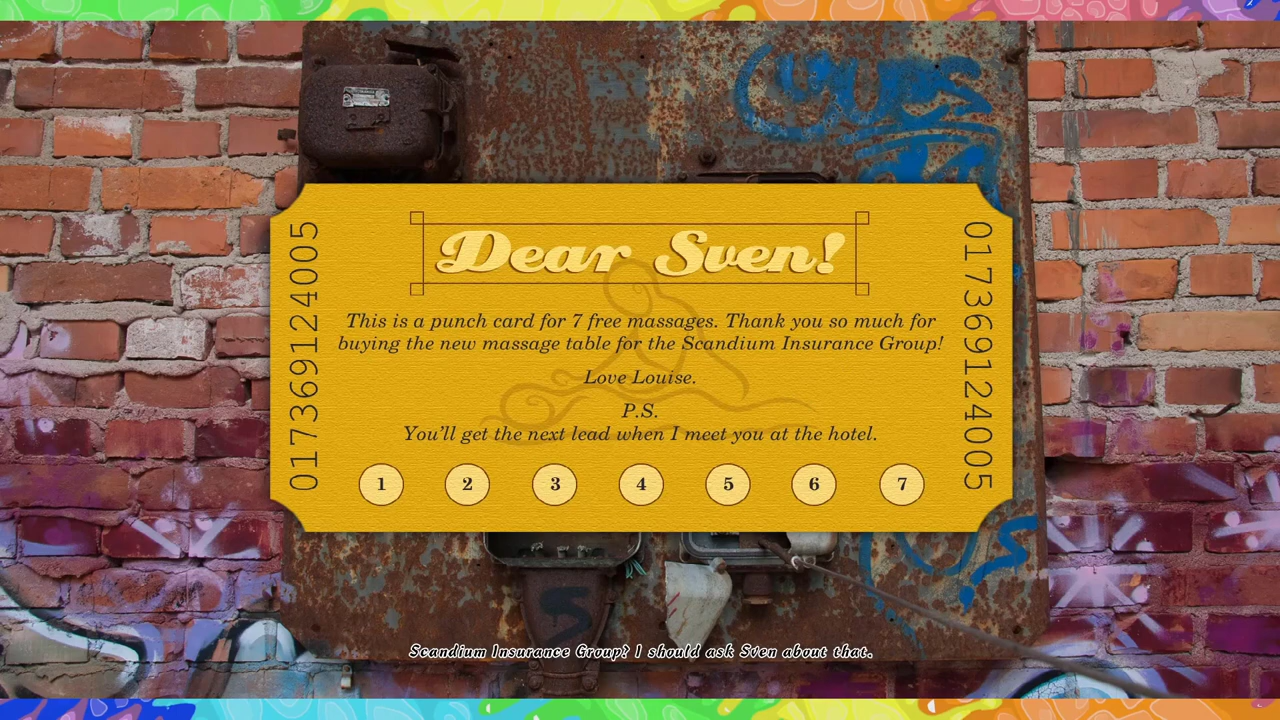 Dear Sven!
This is a punch card for 7 free massages. Thank you so much for
buying the new massage table for the Scandium Insurance Group!
Love Louise.
P.S.
You'll get the next lead when I meet you at the hotel.
1 2 3 4 5 6 7
0173691224005
0173691224005
Scandium Insurance Group? I should ask Sven about that.